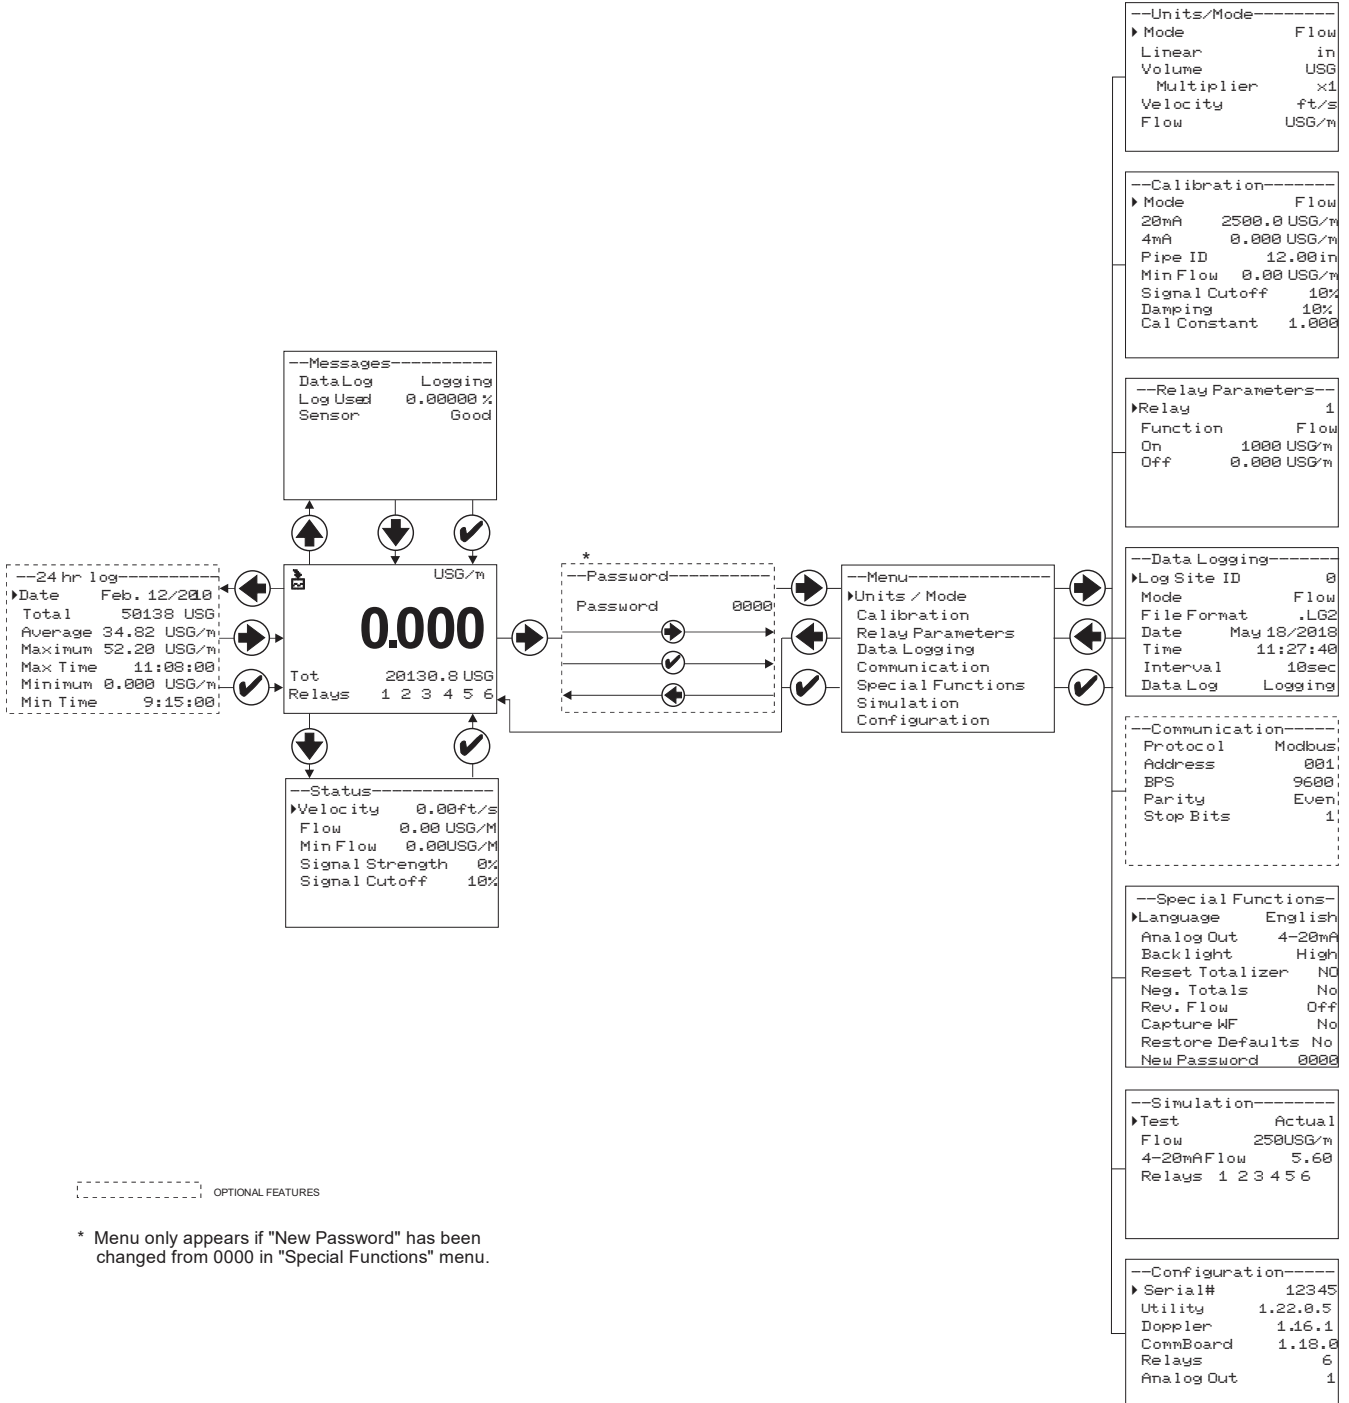 --Units/Mode--------
Mode Flow
Linear in
Volume USG
Multiplier x1
Velocity ft/s
Flow USG/m
--Calibration-------
Mode Flow
20mA 2500.0 USG/m
4mA 0.000 USG/m
Pipe ID 12.00in
Min Flow 0.00 USG/m
Signal Cutoff 10%
Damping 10%
Cal Constant 1.000
--Relay Parameters--
Relay 1
Function Flow
On 1000 USG/m
Off 0.000 USG/m
--Messages----------
Data Log Logging
Log Used 0.00000 %
Sensor Good
--24 hr log----------
Date Feb. 12/2010
Total 50138 USG
Average 34.82 USG/m
Maximum 52.20 USG/m
Max Time 11:08:00
Minimum 0.000 USG/m
Min Time 9:15:00
USG/m
0.000
Tot 20130.8 USG
Relays 1 2 3 4 5 6
*
--Password----------
Password 0000
--Menu--------------
Units / Mode
Calibration
Relay Parameters
Data Logging
Communication
Special Functions
Simulation
Configuration
--Data Logging-------
Log Site ID 0
Mode Flow
File Format .LG2
Date May 18/2018
Time 11:27:40
Interval 10sec
Data Log Logging
--Communication-----
Protocol Modbus
Address 001
BPS 9600
Parity Even
Stop Bits 1
--Status------------
Velocity 0.00ft/s
Flow 0.00 USG/M
Min Flow 0.00USG/M
Signal Strength 0%
Signal Cutoff 10%
--Special Functions-
Language English
Analog Out 4-20mA
Backlight High
Reset Totalizer NO
Neg. Totals No
Rev. Flow Off
Capture WF No
Restore Defaults No
New Password 0000
--Simulation--------
Test Actual
Flow 250USG/m
4-20mA Flow 5.60
Relays 1 2 3 4 5 6
OPTIONAL FEATURES
* Menu only appears if "New Password" has been
changed from 0000 in "Special Functions" menu.
--Configuration-----
Serial# 12345
Utility 1.22.0.5
Doppler 1.16.1
CommBoard 1.18.0
Relays 6
Analog Out 1